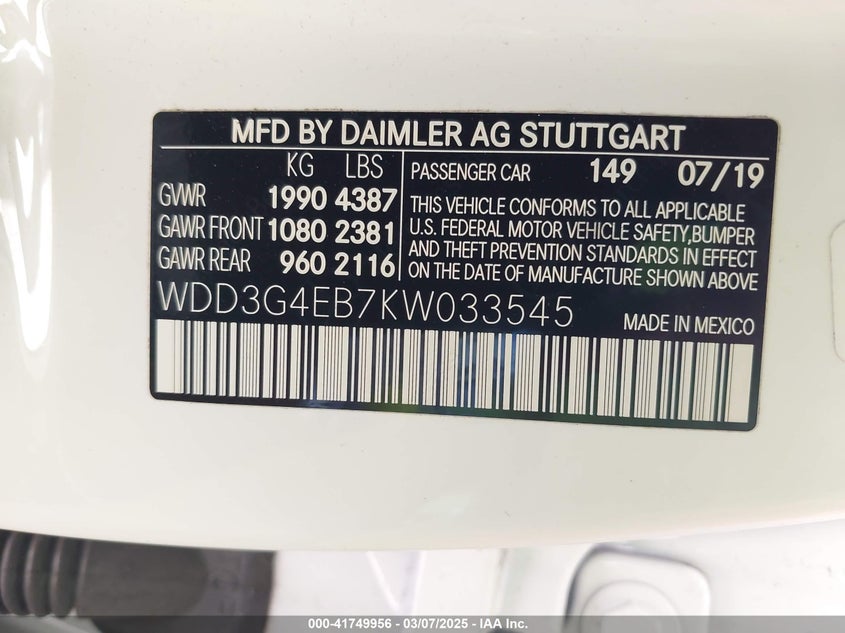 MFD BY DAIMLER AG STUTTGART
KG LBS
GVWR 1990 4387
GAWR FRONT 1080 2381
GAWR REAR 960 2116
PASSENGER CAR 149 07/19
THIS VEHICLE CONFORMS TO ALL APPLICABLE
U.S. FEDERAL MOTOR VEHICLE SAFETY,BUMPER
AND THEFT PREVENTION STANDARDS IN EFFECT
ON THE DATE OF MANUFACTURE SHOWN ABOVE
WDD3G4EB7KW033545
MADE IN MEXICO
000-41749956 — 03/07/2025 — IAA Inc.